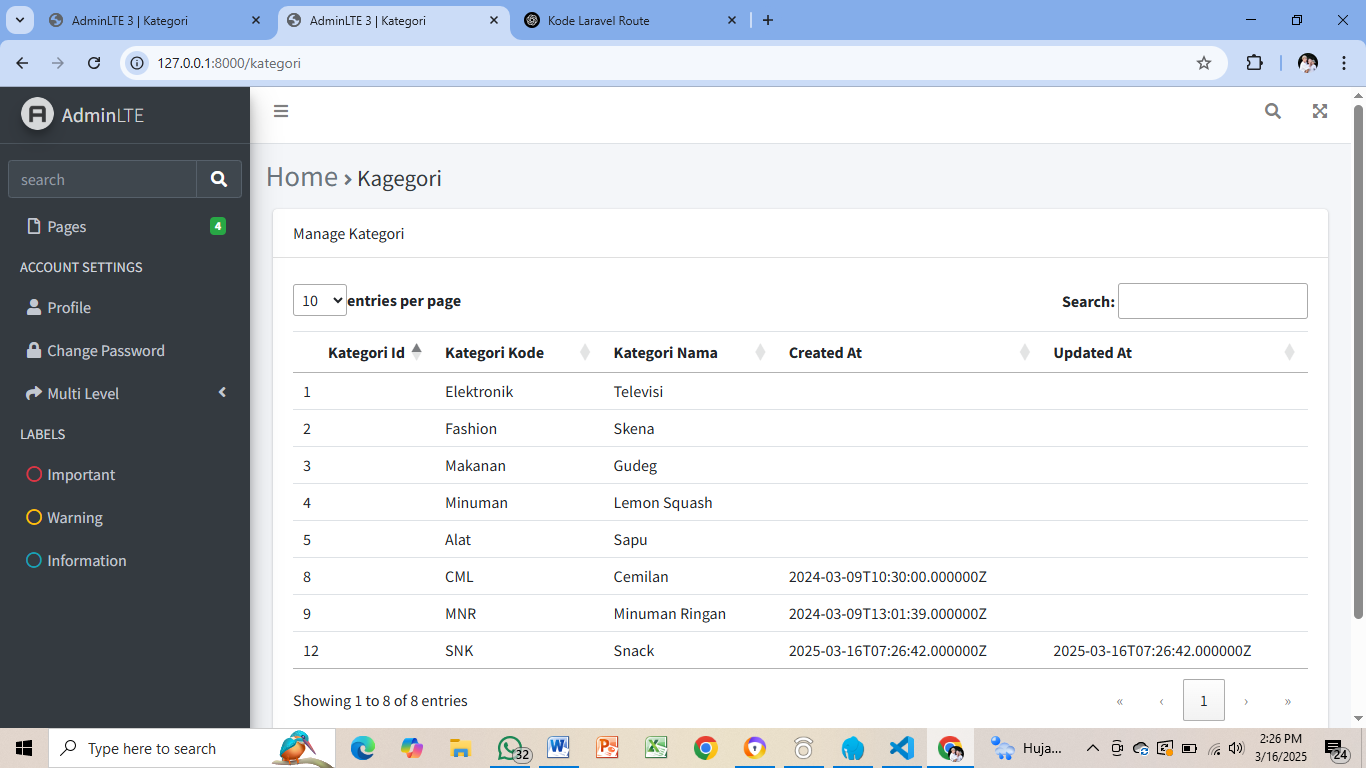 AdminLTE 3 | Kategori
AdminLTE 3 | Kategori
Kode Laravel Route
127.0.0.1:8000/kategori
AdminLTE
search
Pages 4
ACCOUNT SETTINGS
Profile
Change Password
Multi Level
LABELS
Important
Warning
Information
Home › Kagegori
Manage Kategori
10 entries per page Search:
Kategori Id Kategori Kode Kategori Nama Created At Updated At
1 Elektronik Televisi
2 Fashion Skena
3 Makanan Gudeg
4 Minuman Lemon Squash
5 Alat Sapu
8 CML Cemilan 2024-03-09T10:30:00.000000Z
9 MNR Minuman Ringan 2024-03-09T13:01:39.000000Z
12 SNK Snack 2025-03-16T07:26:42.000000Z 2025-03-16T07:26:42.000000Z
Showing 1 to 8 of 8 entries « ‹ 1 › »
Type here to search
32
Huja...
2:26 PM
3/16/2025
24